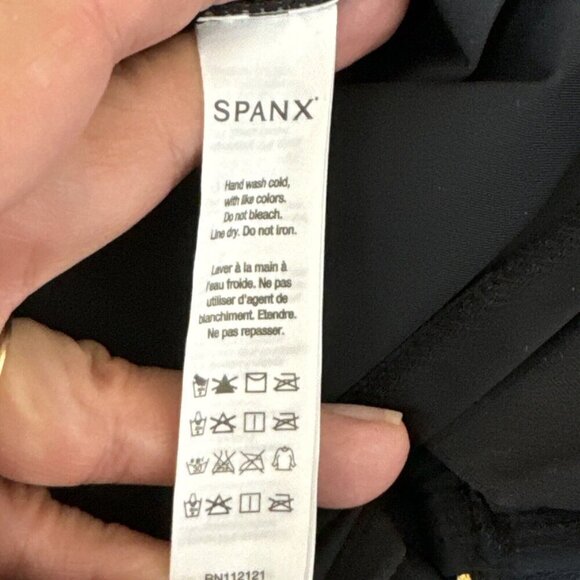 SPANX®
Hand wash cold,
with like colors.
Do not bleach.
Line dry. Do not iron.
Laver à la main à
l'eau froide. Ne pas
utiliser d'agent de
blanchiment. Etendre.
Ne pas repasser.
RN112121